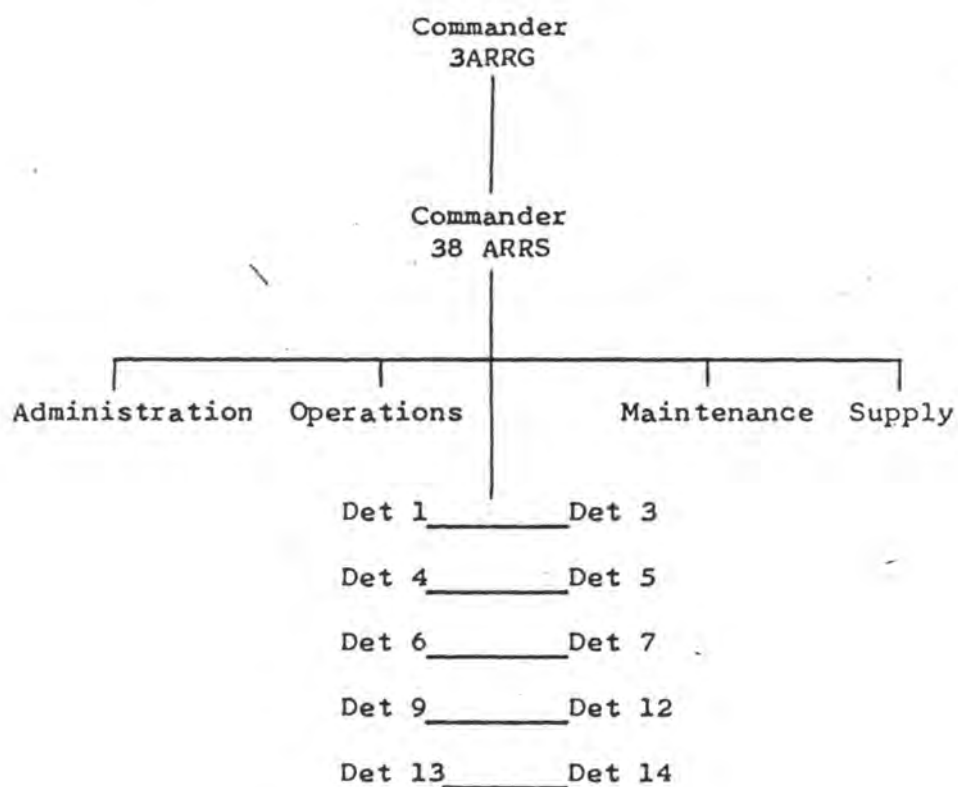 Commander
3ARRG
Commander
38 ARRS
Administration Operations Maintenance Supply
Det 1 Det 3
Det 4 Det 5
Det 6 Det 7
Det 9 Det 12
Det 13 Det 14